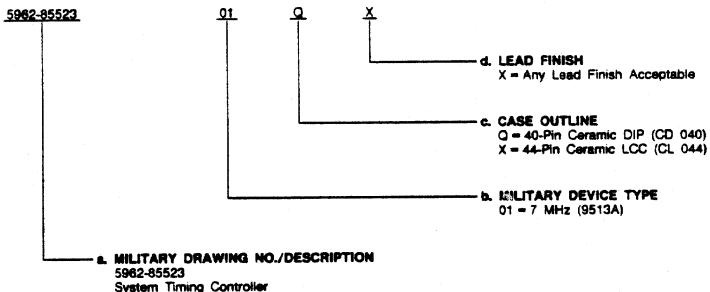 5962-85523 01 Q X
d. LEAD FINISH
X = Any Lead Finish Acceptable
c. CASE OUTLINE
Q = 40-Pin Ceramic DIP (CD 040)
X = 44-Pin Ceramic LCC (CL 044)
b. MILITARY DEVICE TYPE
01 = 7 MHz (9513A)
a. MILITARY DRAWING NO./DESCRIPTION
5962-85523
System Timing Controller